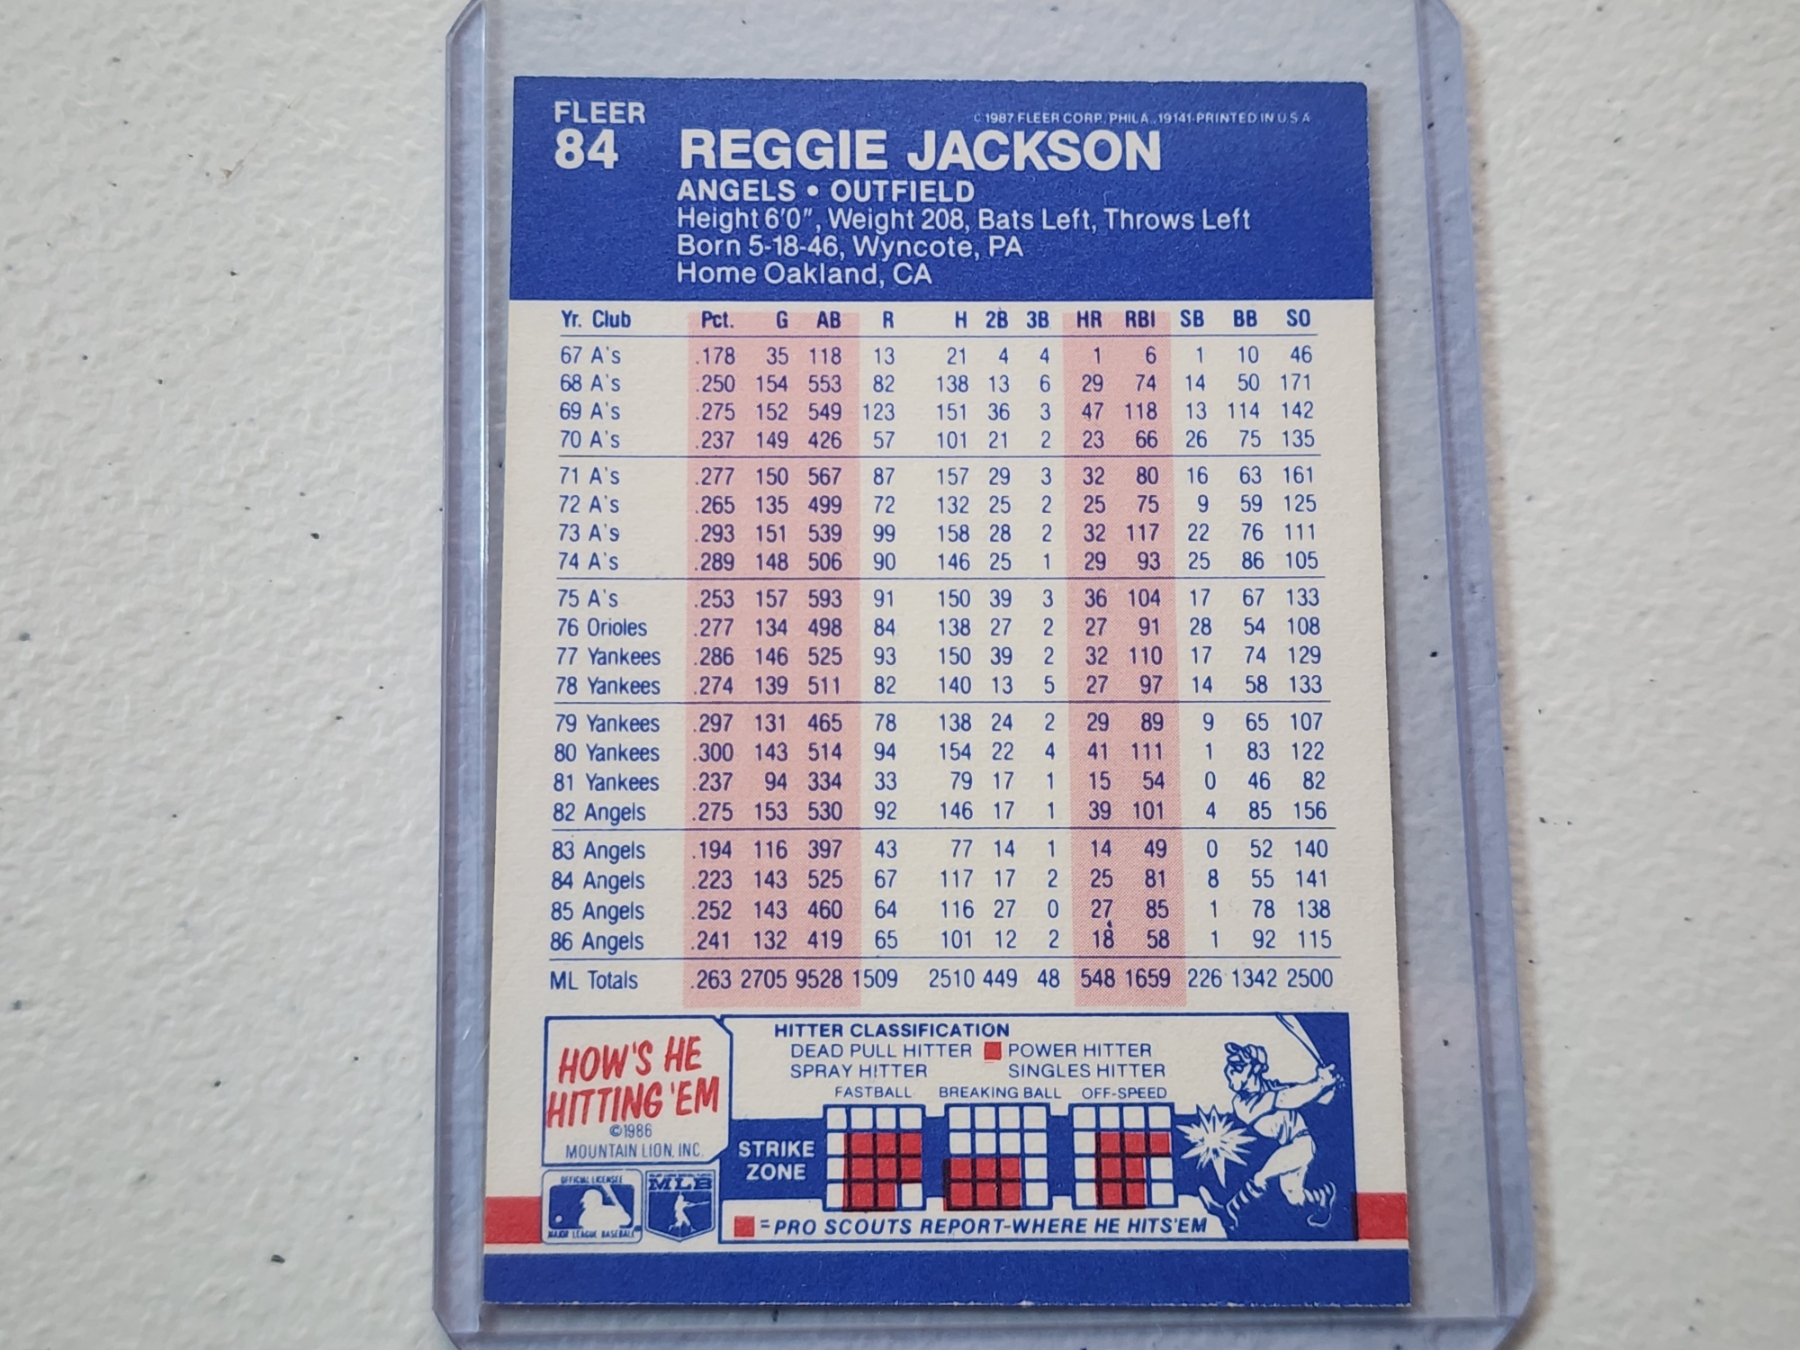 FLEER
© 1987 FLEER CORP. PHILA., 19141-PRINTED IN U S A
84 REGGIE JACKSON
ANGELS • OUTFIELD
Height 6'0", Weight 208, Bats Left, Throws Left
Born 5-18-46, Wyncote, PA
Home Oakland, CA
Yr. Club Pct. G AB R H 2B 3B HR RBI SB BB SO
67 A's .178 35 118 13 21 4 4 1 6 1 10 46
68 A's .250 154 553 82 138 13 6 29 74 14 50 171
69 A's .275 152 549 123 151 36 3 47 118 13 114 142
70 A's .237 149 426 57 101 21 2 23 66 26 75 135
71 A's .277 150 567 87 157 29 3 32 80 16 63 161
72 A's .265 135 499 72 132 25 2 25 75 9 59 125
73 A's .293 151 539 99 158 28 2 32 117 22 76 111
74 A's .289 148 506 90 146 25 1 29 93 25 86 105
75 A's .253 157 593 91 150 39 3 36 104 17 67 133
76 Orioles .277 134 498 84 138 27 2 27 91 28 54 108
77 Yankees .286 146 525 93 150 39 2 32 110 17 74 129
78 Yankees .274 139 511 82 140 13 5 27 97 14 58 133
79 Yankees .297 131 465 78 138 24 2 29 89 9 65 107
80 Yankees .300 143 514 94 154 22 4 41 111 1 83 122
81 Yankees .237 94 334 33 79 17 1 15 54 0 46 82
82 Angels .275 153 530 92 146 17 1 39 101 4 85 156
83 Angels .194 116 397 43 77 14 1 14 49 0 52 140
84 Angels .223 143 525 67 117 17 2 25 81 8 55 141
85 Angels .252 143 460 64 116 27 0 27 85 1 78 138
86 Angels .241 132 419 65 101 12 2 18 58 1 92 115
ML Totals .263 2705 9528 1509 2510 449 48 548 1659 226 1342 2500
HOW'S HE
HITTING 'EM
©1986
MOUNTAIN LION, INC.
HITTER CLASSIFICATION
DEAD PULL HITTER POWER HITTER
SPRAY HITTER SINGLES HITTER
FASTBALL BREAKING BALL OFF-SPEED
STRIKE
ZONE
= PRO SCOUTS REPORT-WHERE HE HITS 'EM
OFFICIAL LICENSEE
MAJOR LEAGUE BASEBALL
MLB